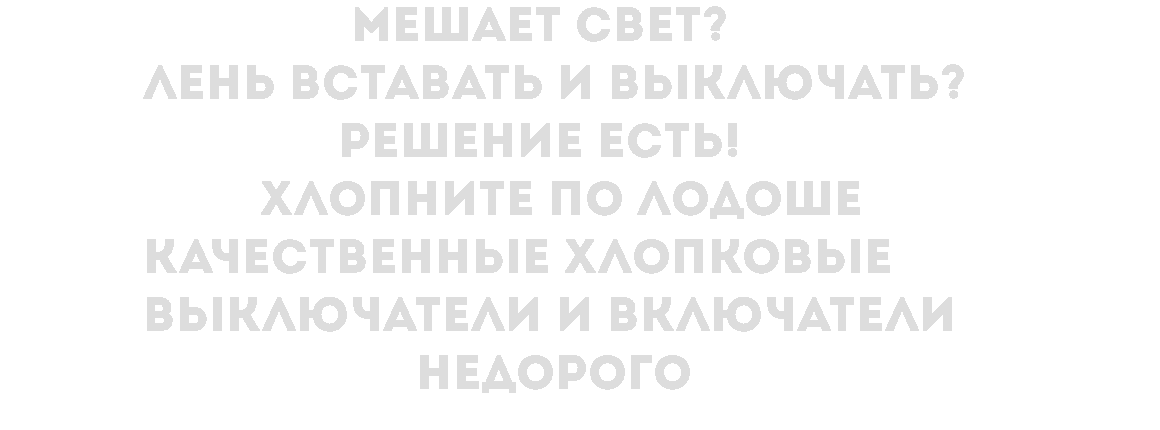 МЕШАЕТ СВЕТ?
ЛЕНЬ ВСТАВАТЬ И ВЫКЛЮЧАТЬ?
РЕШЕНИЕ ЕСТЬ!
ХЛОПНИТЕ ПО ЛОДОШЕ
КАЧЕСТВЕННЫЕ ХЛОПКОВЫЕ
ВЫКЛЮЧАТЕЛИ И ВКЛЮЧАТЕЛИ
НЕДОРОГО